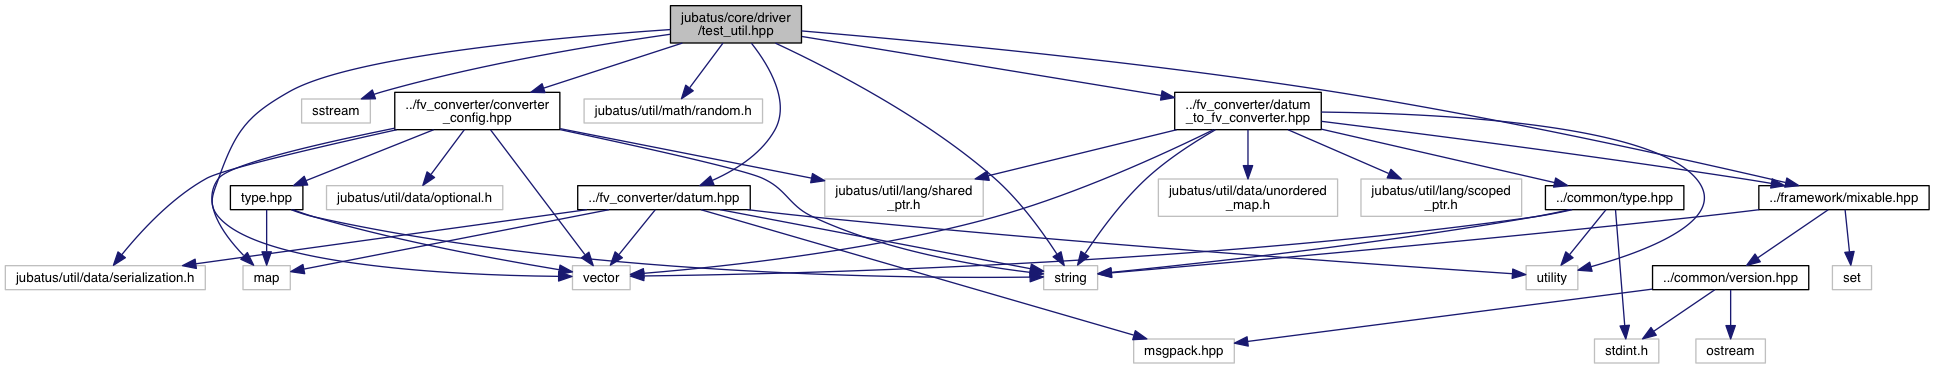 jubatus/core/driver
/test_util.hpp
sstream
../fv_converter/converter
_config.hpp
jubatus/util/math/random.h
../fv_converter/datum
_to_fv_converter.hpp
type.hpp
jubatus/util/data/optional.h
../fv_converter/datum.hpp
jubatus/util/lang/shared
_ptr.h
jubatus/util/data/unordered
_map.h
jubatus/util/lang/scoped
_ptr.h
../common/type.hpp
../framework/mixable.hpp
jubatus/util/data/serialization.h
map
vector
string
utility
../common/version.hpp
set
msgpack.hpp
stdint.h
ostream